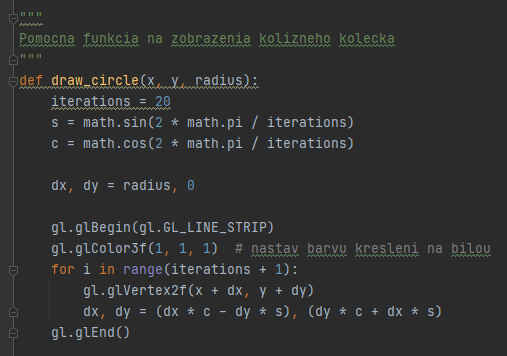 """
Pomocna funkcia na zobrazenia kolizneho kolecka
"""
def draw_circle(x, y, radius):
    iterations = 20
    s = math.sin(2 * math.pi / iterations)
    c = math.cos(2 * math.pi / iterations)

    dx, dy = radius, 0

    gl.glBegin(gl.GL_LINE_STRIP)
    gl.glColor3f(1, 1, 1)  # nastav barvu kresleni na bilou
    for i in range(iterations + 1):
        gl.glVertex2f(x + dx, y + dy)
        dx, dy = (dx * c - dy * s), (dy * c + dx * s)
    gl.glEnd()